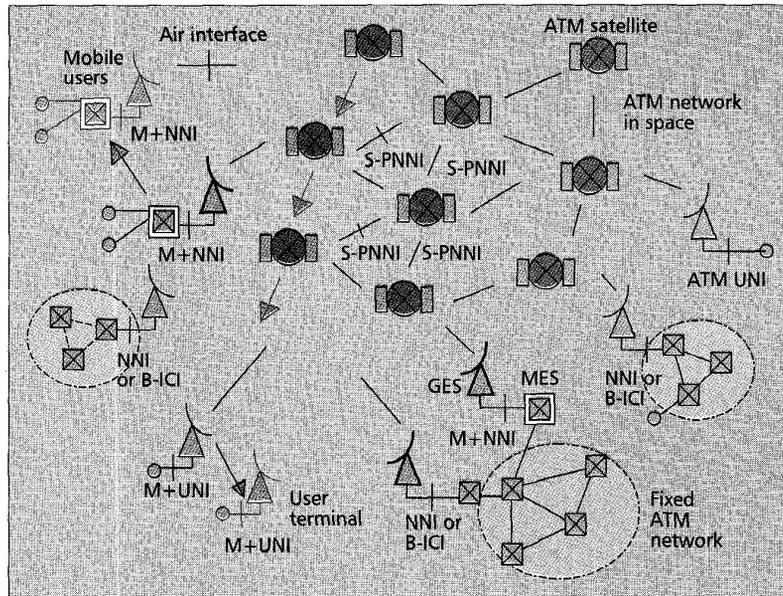 Air interface
ATM satellite
Mobile
users
ATM network
in space
M+NNI
S-PNNI
S-PNNI
M+NNI
S-PNNI
S-PNNI
ATM UNI
NNI
or B-ICI
GES
MES
NNI or
B-ICI
M+NNI
M+UNI
User
terminal
NNI or
B-ICI
Fixed
ATM
network
M+UNI